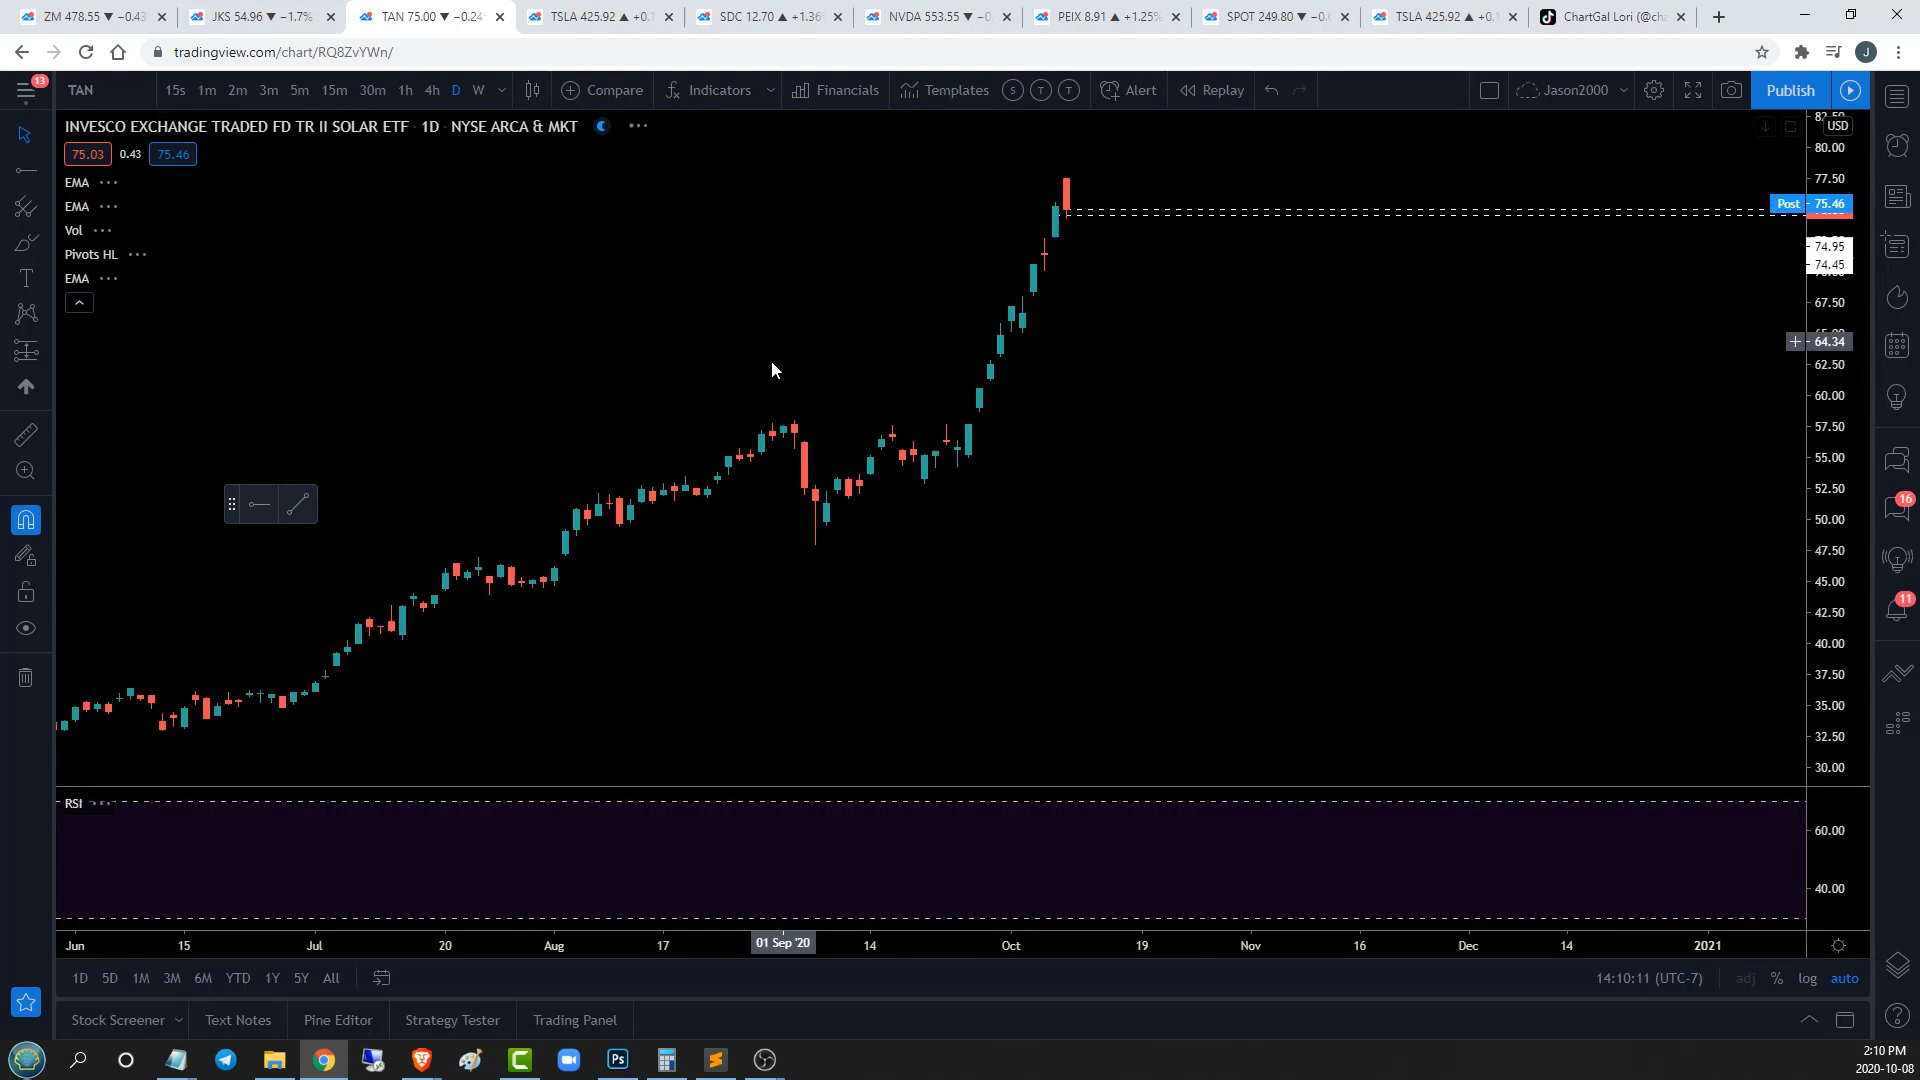 ZM 478.55 ▼ −0.43
JKS 54.96 ▼ −1.7%
TAN 75.00 ▼ −0.24
TSLA 425.92 ▲ +0.1
SDC 12.70 ▲ +1.36
NVDA 553.55 ▼ −0
PEIX 8.91 ▲ +1.25%
SPOT 249.80 ▼ −0.
TSLA 425.92 ▲ +0.1
ChartGal Lori (@cha
tradingview.com/chart/RQ8ZvYWn/
J
13
TAN
15s 1m 2m 3m 5m 15m 30m 1h 4h D W
Compare
Indicators
Financials
Templates
S T T
Alert
Replay
Jason2000
Publish
INVESCO EXCHANGE TRADED FD TR II SOLAR ETF · 1D · NYSE ARCA & MKT
75.03 0.43 75.46
EMA
EMA
Vol
Pivots HL
EMA
USD
82.50
80.00
77.50
Post 75.46
74.95
74.45
67.50
64.34
62.50
60.00
57.50
55.00
52.50
50.00
47.50
45.00
42.50
40.00
37.50
35.00
32.50
30.00
16
11
RSI
60.00
40.00
Jun 15 Jul 20 Aug 17 01 Sep '20 14 Oct 19 Nov 16 Dec 14 2021
1D 5D 1M 3M 6M YTD 1Y 5Y All
14:10:11 (UTC-7) adj % log auto
Stock Screener Text Notes Pine Editor Strategy Tester Trading Panel
Ps
2:10 PM
2020-10-08